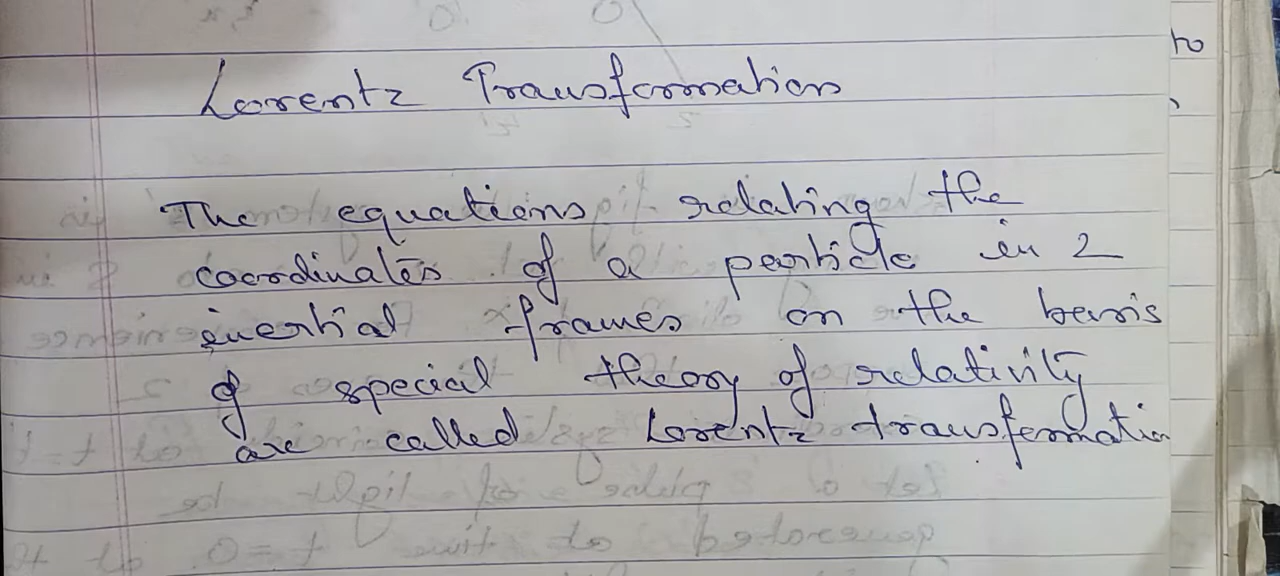 Lorentz Transformation
The equations relating the
coordinates of a particle in 2
inertial frames on the basis
of special theory of relativity
are called Lorentz transformation